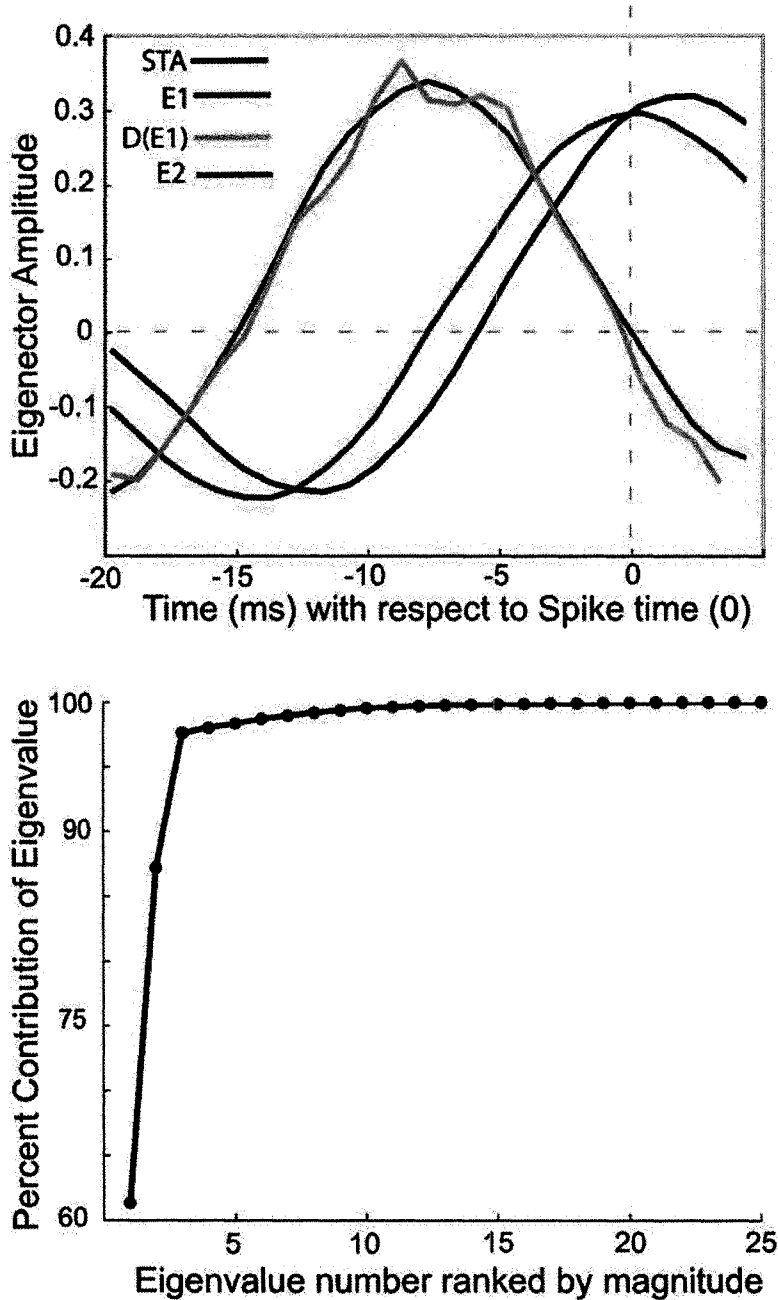 0.4
STA
E1
D(E1)
E2
0.3
0.2
0.1
0
-0.1
-0.2
Eigenector Amplitude
-20 -15 -10 -5 0 5
Time (ms) with respect to Spike time (0)
100
90
75
60
Percent Contribution of Eigenvalue
5 10 15 20 25
Eigenvalue number ranked by magnitude